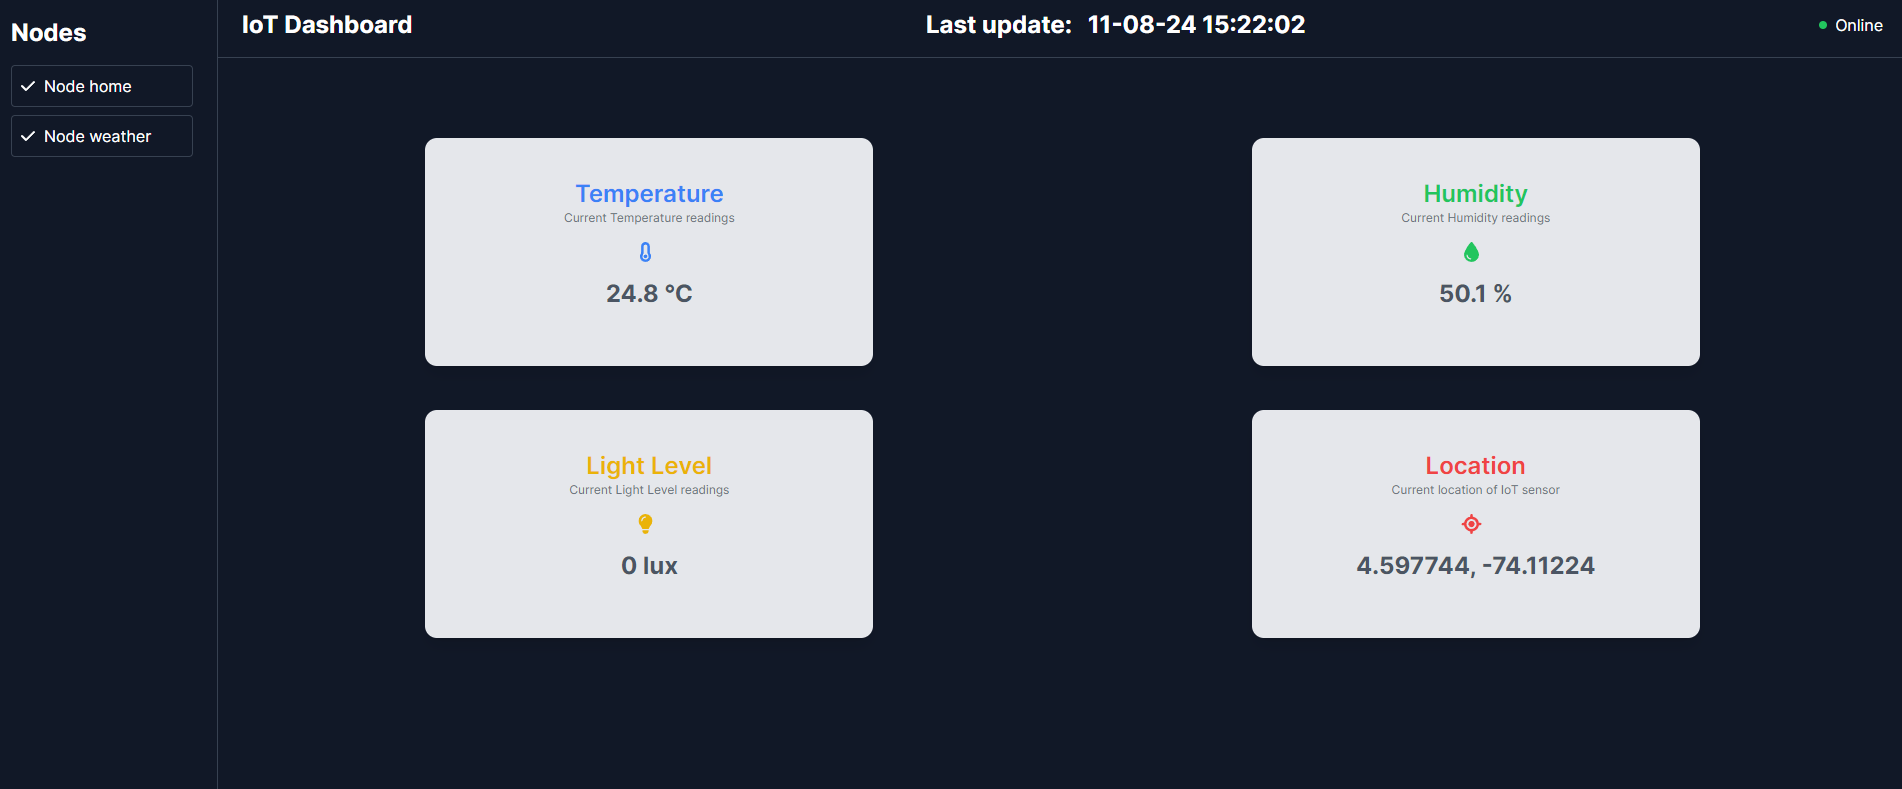 Nodes
Node home
Node weather
IoT Dashboard
Last update: 11-08-24 15:22:02
Online
Temperature
Current Temperature readings
24.8 °C
Humidity
Current Humidity readings
50.1 %
Light Level
Current Light Level readings
0 lux
Location
Current location of IoT sensor
4.597744, -74.11224